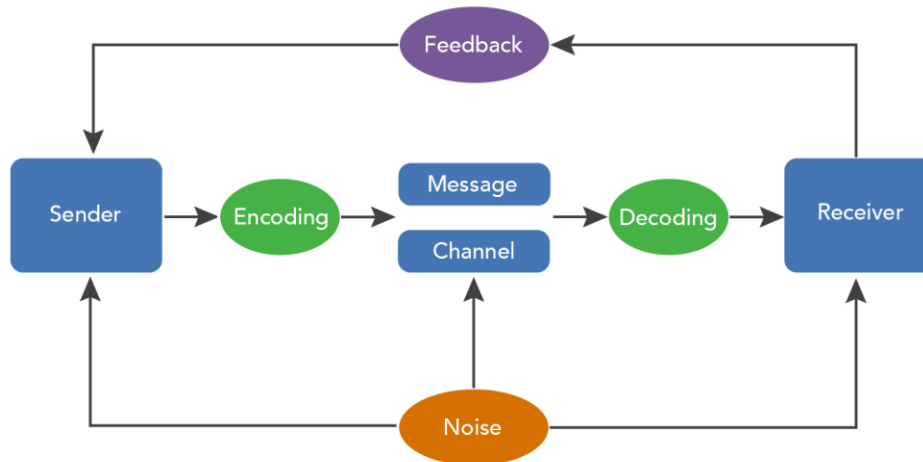 Feedback
Sender
Encoding
Message
Channel
Decoding
Receiver
Noise